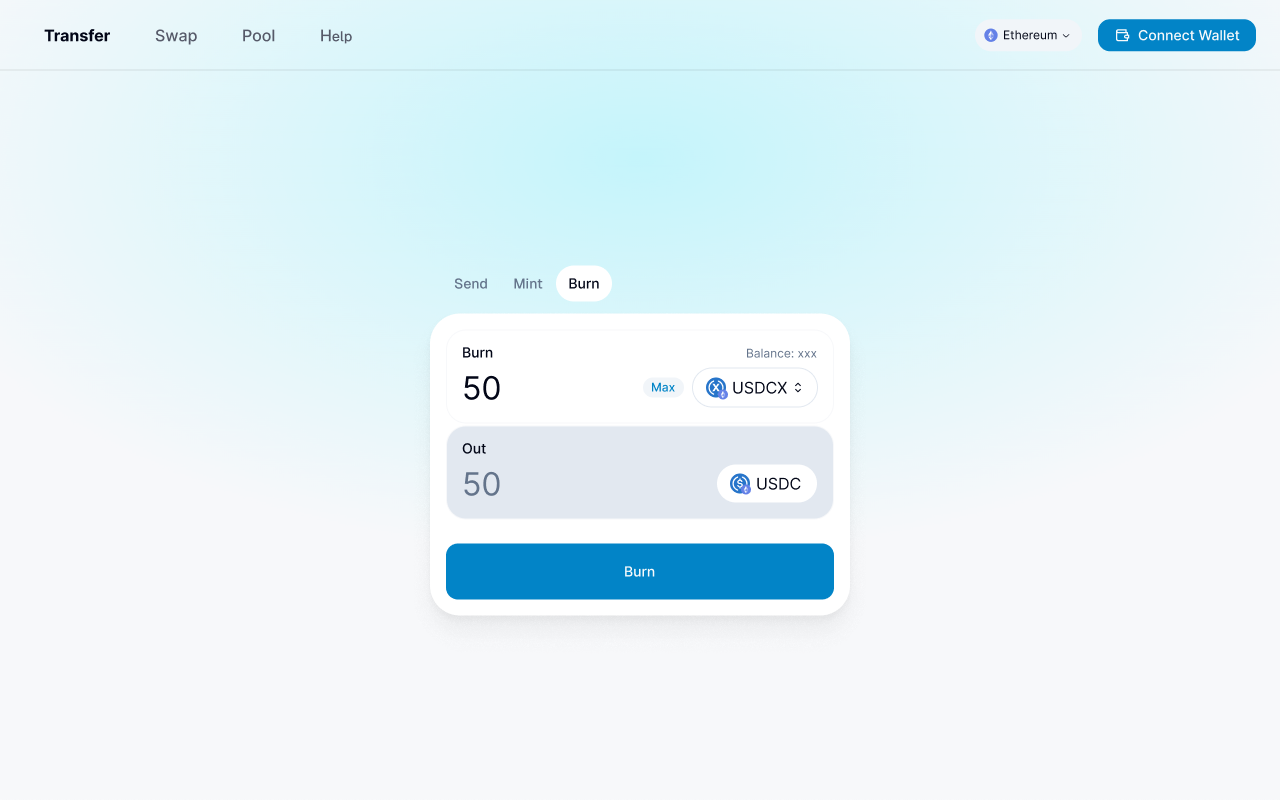 Transfer Swap Pool Help Ethereum Connect Wallet
Send Mint Burn
Burn Balance: xxx
50 Max USDCX
Out
50 USDC
Burn